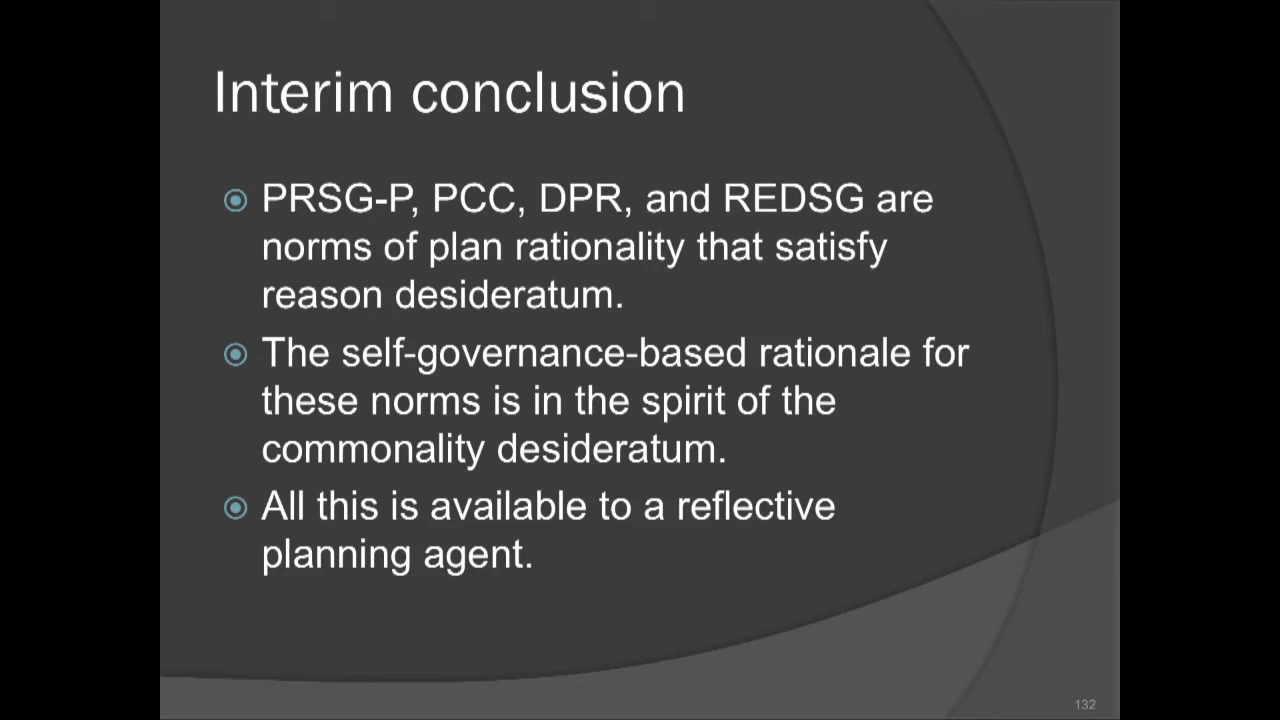 Interim conclusion
PRSG-P, PCC, DPR, and REDSG are
norms of plan rationality that satisfy
reason desideratum.
The self-governance-based rationale for
these norms is in the spirit of the
commonality desideratum.
All this is available to a reflective
planning agent.
132